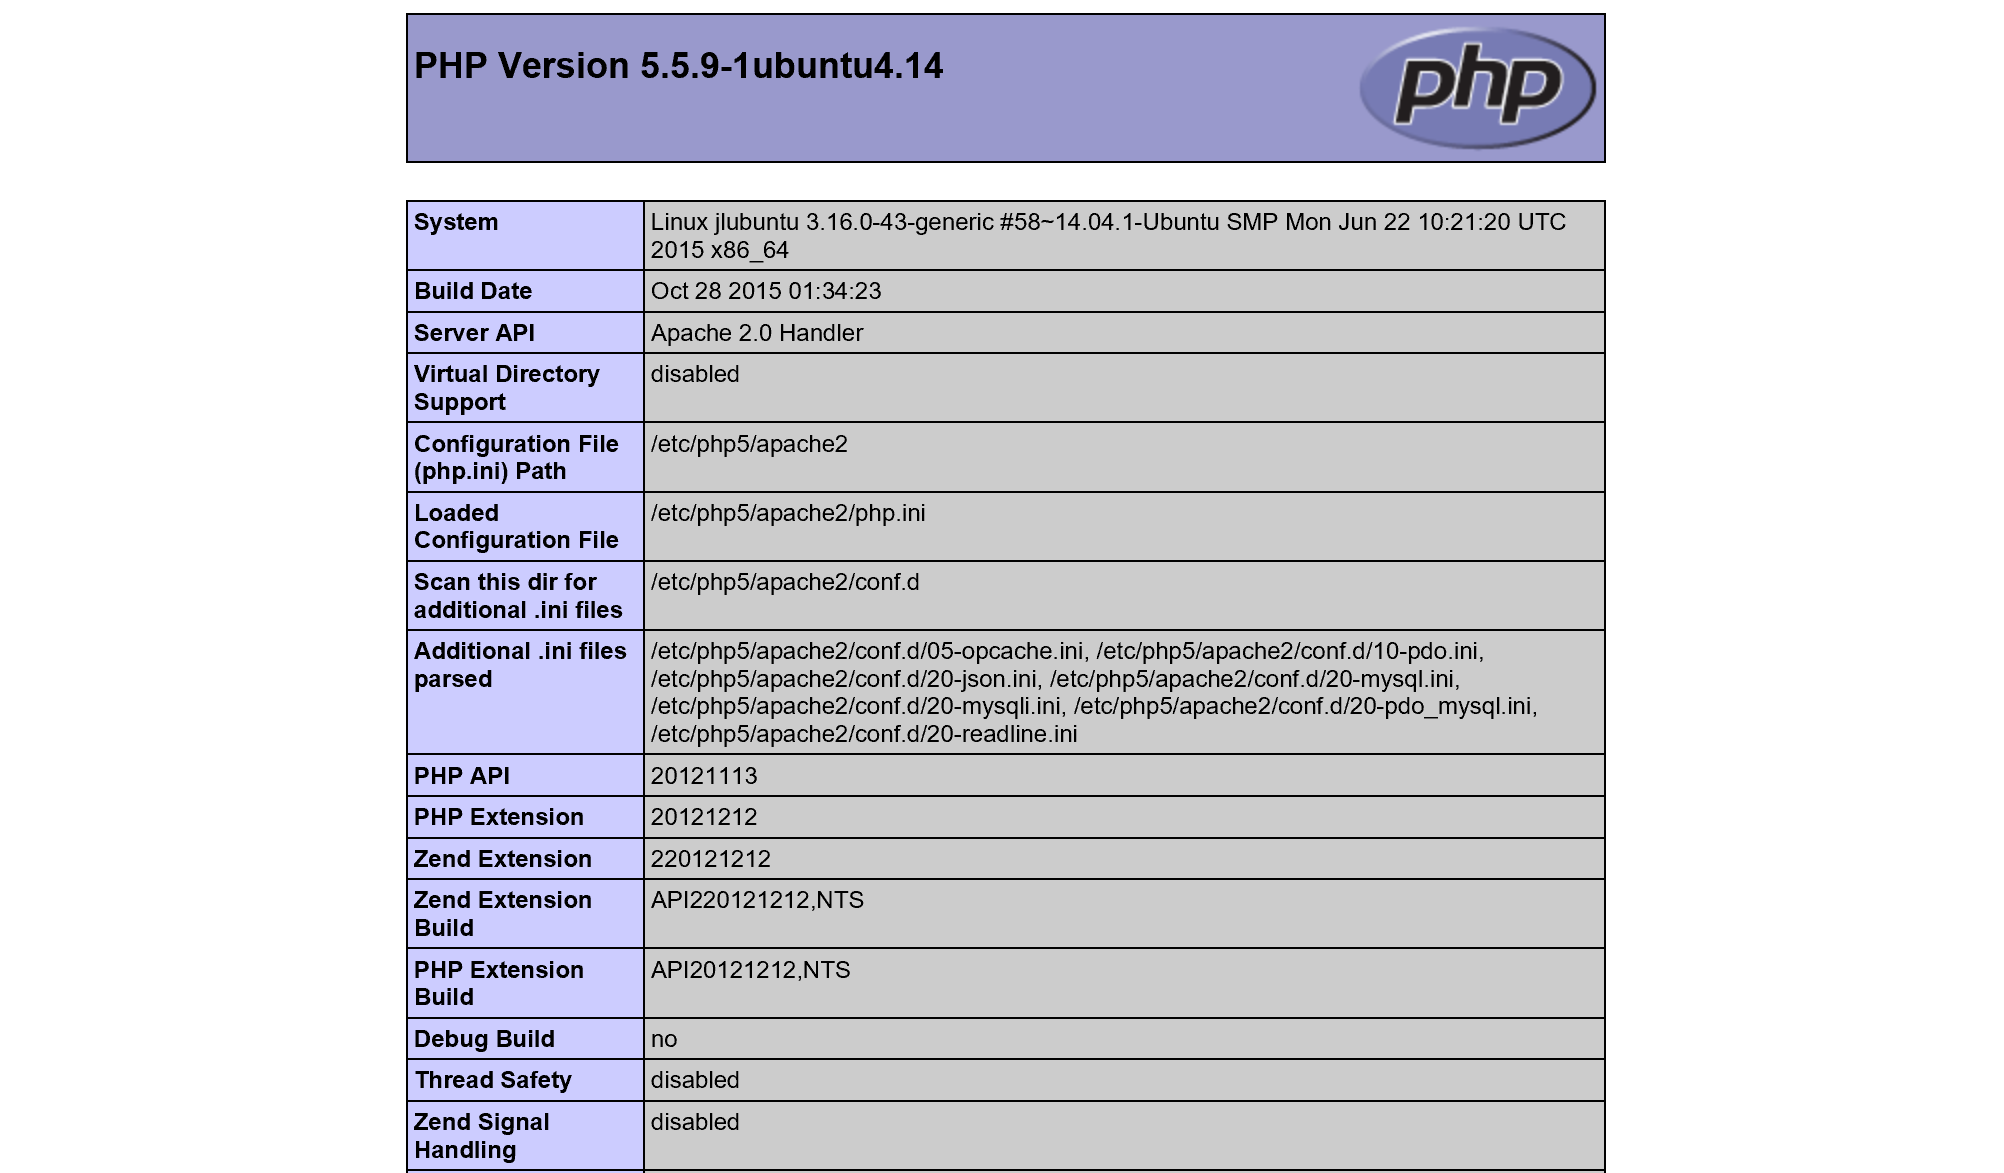 PHP Version 5.5.9-1ubuntu4.14
php
System
Linux jlubuntu 3.16.0-43-generic #58~14.04.1-Ubuntu SMP Mon Jun 22 10:21:20 UTC
2015 x86_64
Build Date
Oct 28 2015 01:34:23
Server API
Apache 2.0 Handler
Virtual Directory
Support
disabled
Configuration File
(php.ini) Path
/etc/php5/apache2
Loaded
Configuration File
/etc/php5/apache2/php.ini
Scan this dir for
additional .ini files
/etc/php5/apache2/conf.d
Additional .ini files
parsed
/etc/php5/apache2/conf.d/05-opcache.ini, /etc/php5/apache2/conf.d/10-pdo.ini,
/etc/php5/apache2/conf.d/20-json.ini, /etc/php5/apache2/conf.d/20-mysql.ini,
/etc/php5/apache2/conf.d/20-mysqli.ini, /etc/php5/apache2/conf.d/20-pdo_mysql.ini,
/etc/php5/apache2/conf.d/20-readline.ini
PHP API
20121113
PHP Extension
20121212
Zend Extension
220121212
Zend Extension
Build
API220121212,NTS
PHP Extension
Build
API20121212,NTS
Debug Build
no
Thread Safety
disabled
Zend Signal
Handling
disabled